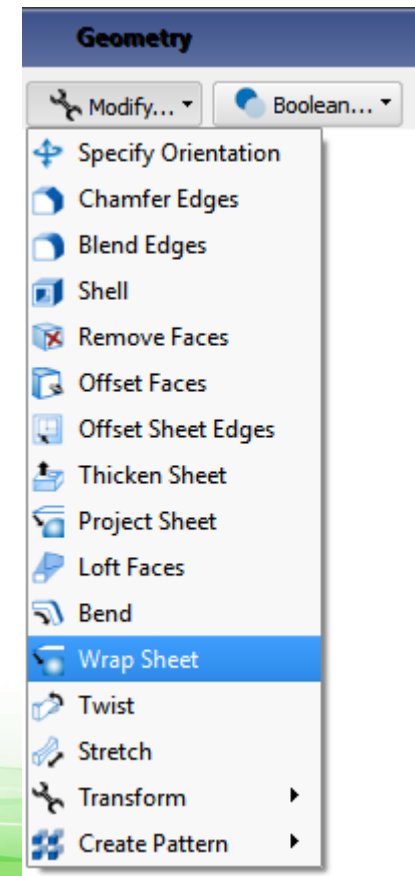 Geometry
Modify... Boolean...
Specify Orientation
Chamfer Edges
Blend Edges
Shell
Remove Faces
Offset Faces
Offset Sheet Edges
Thicken Sheet
Project Sheet
Loft Faces
Bend
Wrap Sheet
Twist
Stretch
Transform
Create Pattern